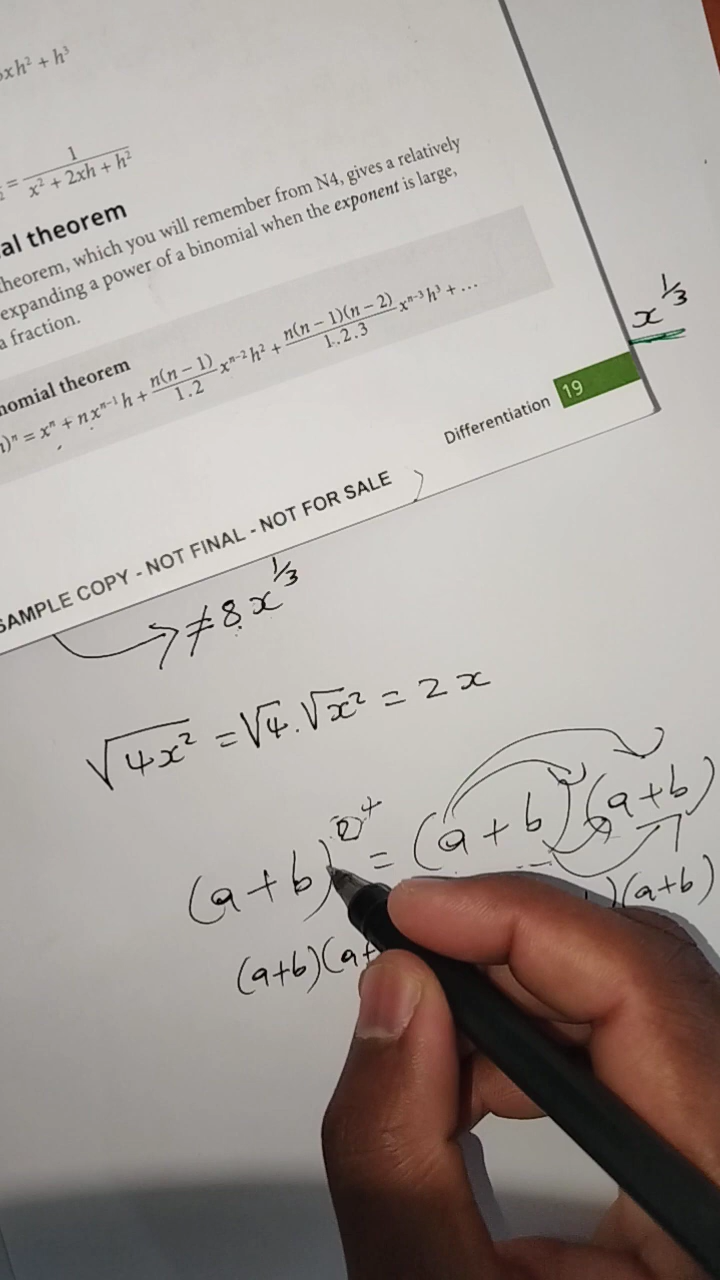 xh² + h³
= 1/(x² + 2xh + h²)
al theorem
heorem, which you will remember from N4, gives a relatively
expanding a power of a binomial when the exponent is large,
a fraction.
x^(1/3)
nomial theorem
)ⁿ = xⁿ + nxⁿ⁻¹h + n(n − 1)/1.2 xⁿ⁻²h² + n(n − 1)(n − 2)/1.2.3 xⁿ⁻³h³ + ...
Differentiation 19
SAMPLE COPY - NOT FINAL - NOT FOR SALE
≠ 8x^(1/3)
√(4x²) = √4 . √x² = 2x
(a + b) = (a + b)(a + b)
(a+b)(a+ )(a+b)